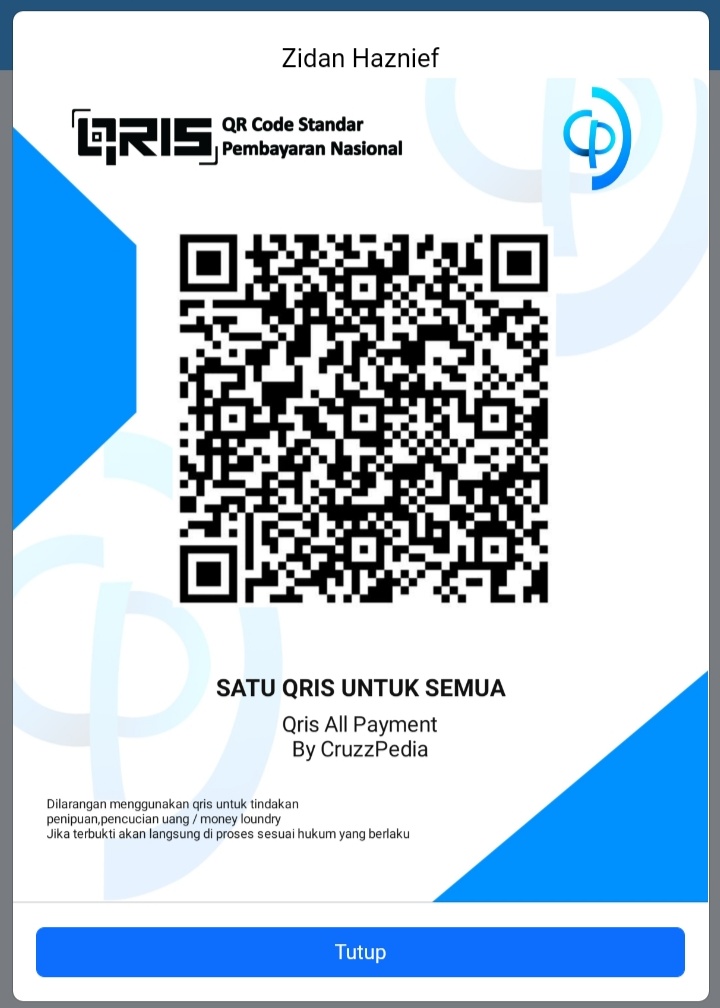 Zidan Haznief
QRIS QR Code Standar
Pembayaran Nasional
SATU QRIS UNTUK SEMUA
Qris All Payment
By CruzzPedia
Dilarangan menggunakan qris untuk tindakan
penipuan,pencucian uang / money loundry
Jika terbukti akan langsung di proses sesuai hukum yang berlaku
Tutup